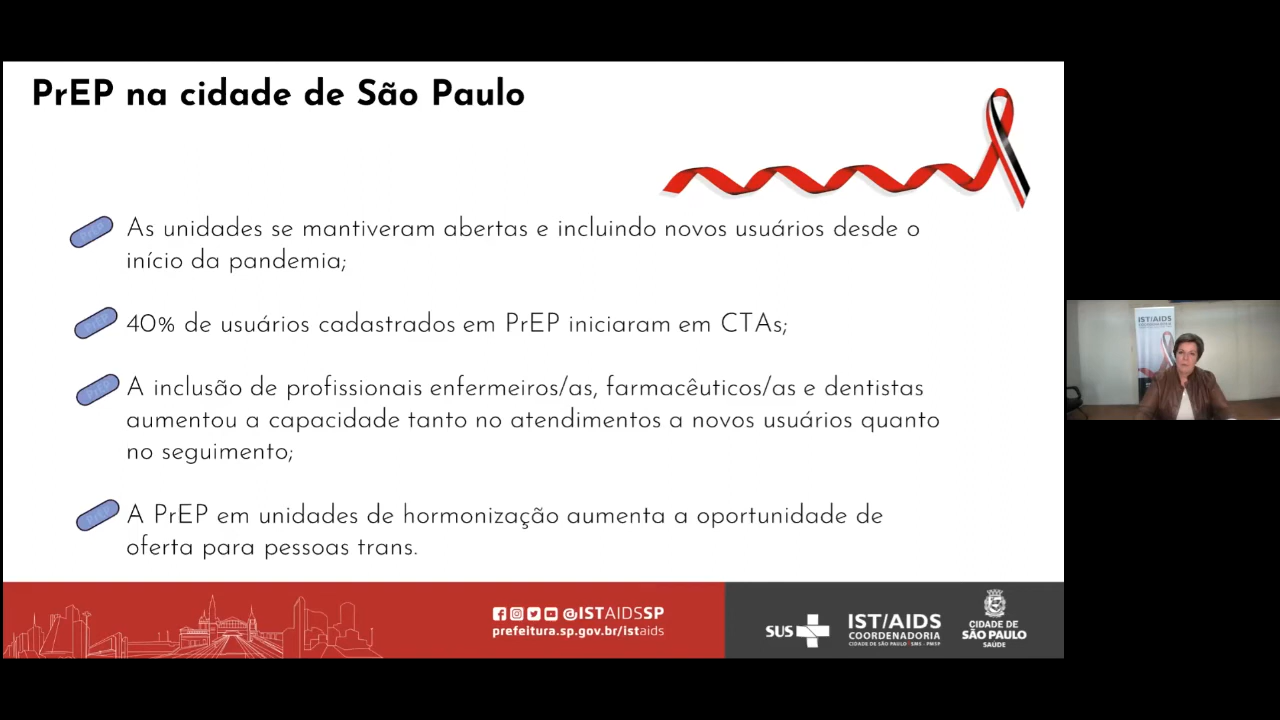 PrEP na cidade de São Paulo
As unidades se mantiveram abertas e incluindo novos usuários desde o
início da pandemia;
40% de usuários cadastrados em PrEP iniciaram em CTAs;
A inclusão de profissionais enfermeiros/as, farmacêuticos/as e dentistas
aumentou a capacidade tanto no atendimentos a novos usuários quanto
no seguimento;
A PrEP em unidades de hormonização aumenta a oportunidade de
oferta para pessoas trans.
@ISTAIDSSP
prefeitura.sp.gov.br/istaids
SUS
IST/AIDS
COORDENADORIA
CIDADE DE SÃO PAULO SMS - PMSP
CIDADE DE
SÃO PAULO
SAÚDE
IST/AIDS